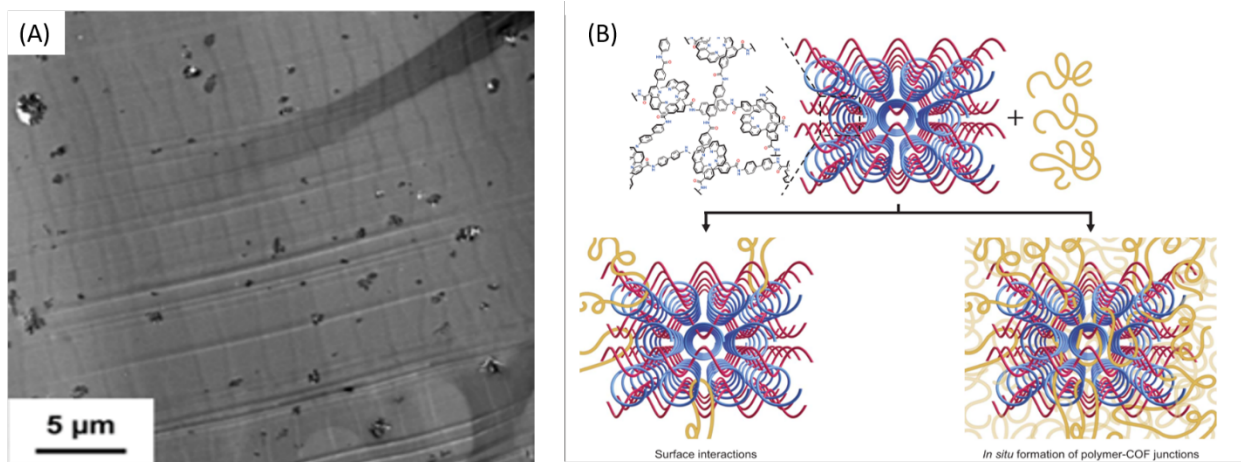 (A)
5 μm
(B)
+
Surface interactions
In situ formation of polymer-COF junctions